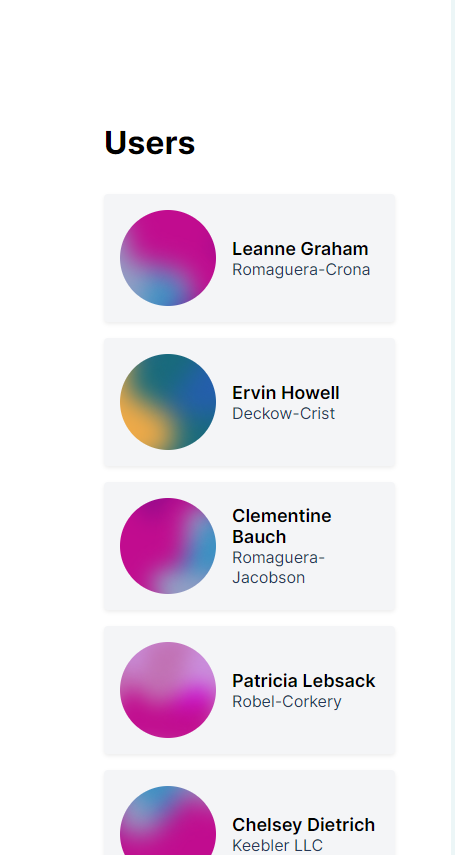 Users
Leanne Graham
Romaguera-Crona
Ervin Howell
Deckow-Crist
Clementine
Bauch
Romaguera-
Jacobson
Patricia Lebsack
Robel-Corkery
Chelsey Dietrich
Keebler LLC